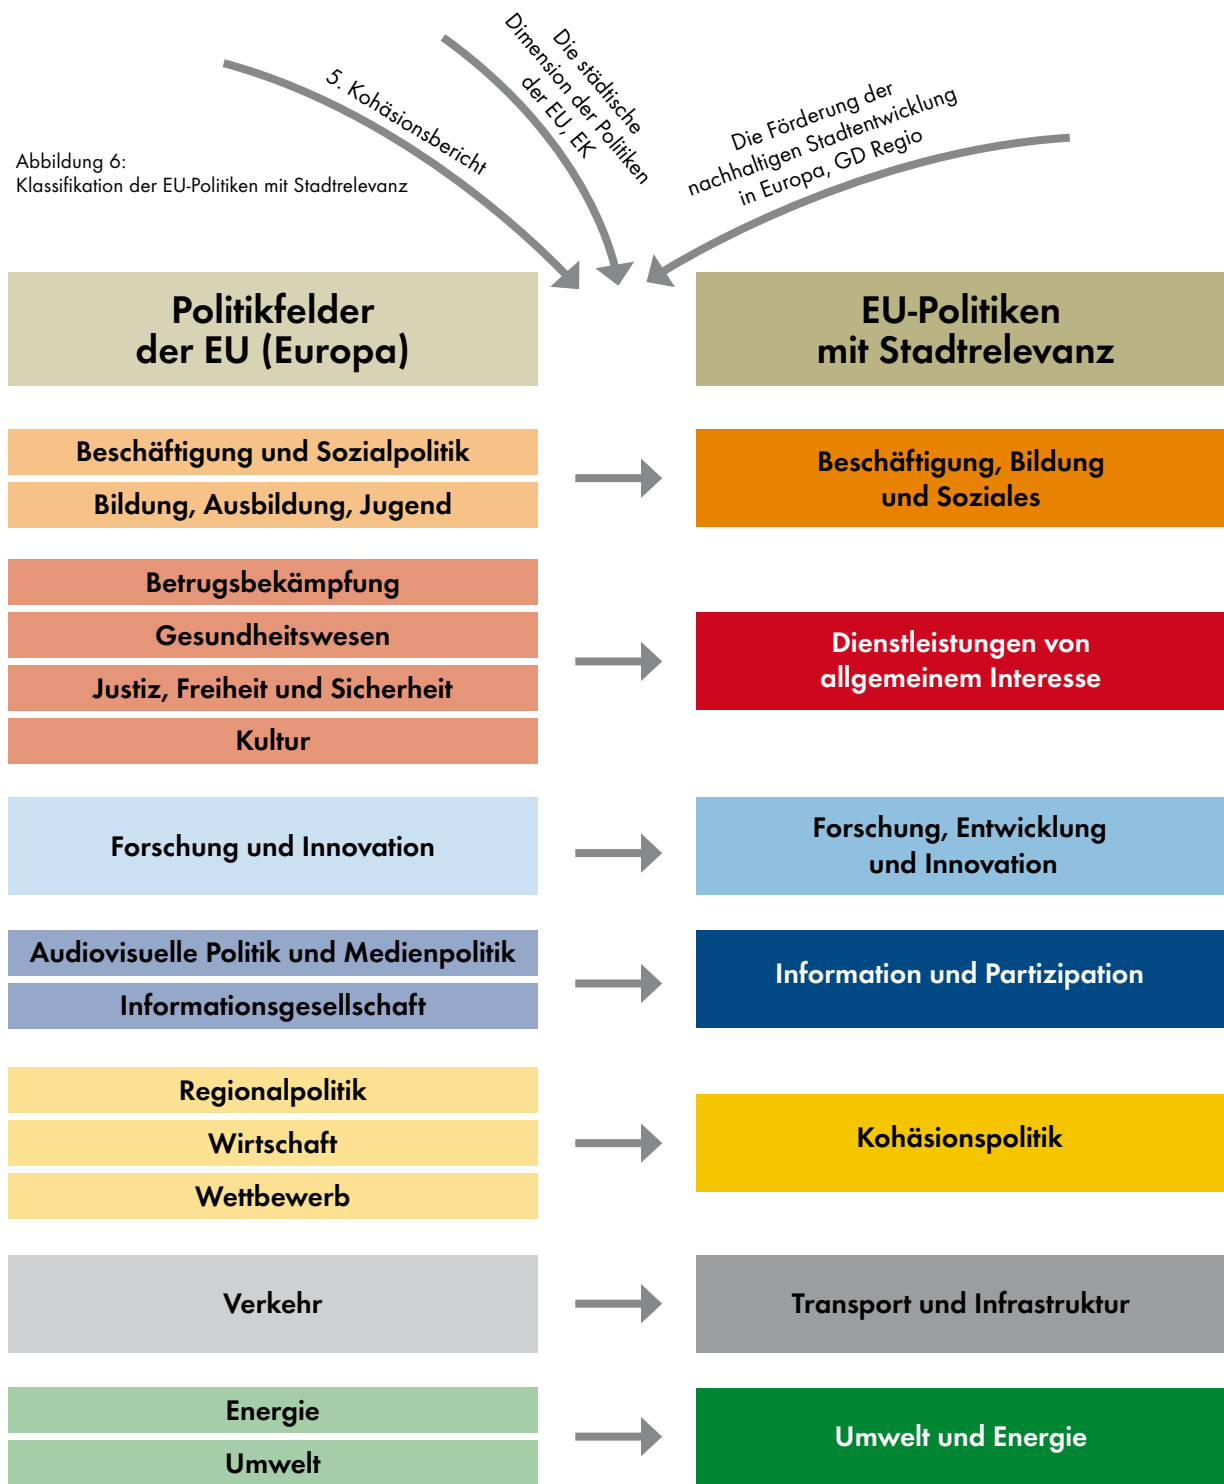 5. Kohäsionsbericht
Die städtische
Dimension der Politiken
der EU, EK
Die Förderung der
nachhaltigen Stadtentwicklung
in Europa, GD Regio
Abbildung 6:
Klassifikation der EU-Politiken mit Stadtrelevanz
Politikfelder
der EU (Europa)
EU-Politiken
mit Stadtrelevanz
Beschäftigung und Sozialpolitik
Bildung, Ausbildung, Jugend
Beschäftigung, Bildung
und Soziales
Betrugsbekämpfung
Gesundheitswesen
Justiz, Freiheit und Sicherheit
Kultur
Dienstleistungen von
allgemeinem Interesse
Forschung und Innovation
Forschung, Entwicklung
und Innovation
Audiovisuelle Politik und Medienpolitik
Informationsgesellschaft
Information und Partizipation
Regionalpolitik
Wirtschaft
Wettbewerb
Kohäsionspolitik
Verkehr
Transport und Infrastruktur
Energie
Umwelt
Umwelt und Energie